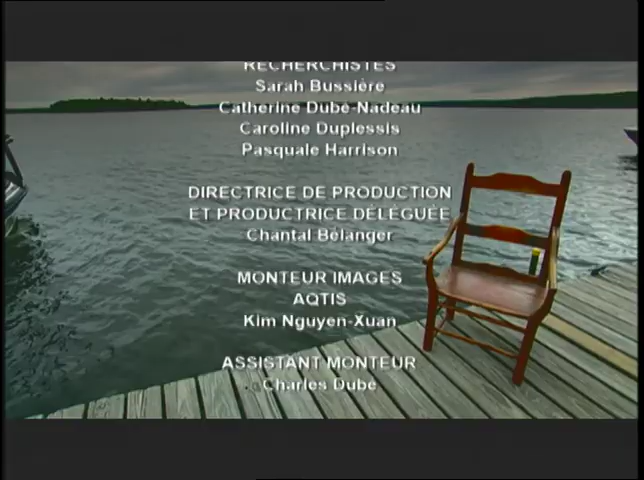 RECHERCHISTES
Sarah Bussière
Catherine Dubé-Nadeau
Caroline Duplessis
Pasquale Harrison
DIRECTRICE DE PRODUCTION
ET PRODUCTRICE DÉLÉGUÉE
Chantal Bélanger
MONTEUR IMAGES
AQTIS
Kim Nguyen-Xuan
ASSISTANT MONTEUR
Charles Dubé